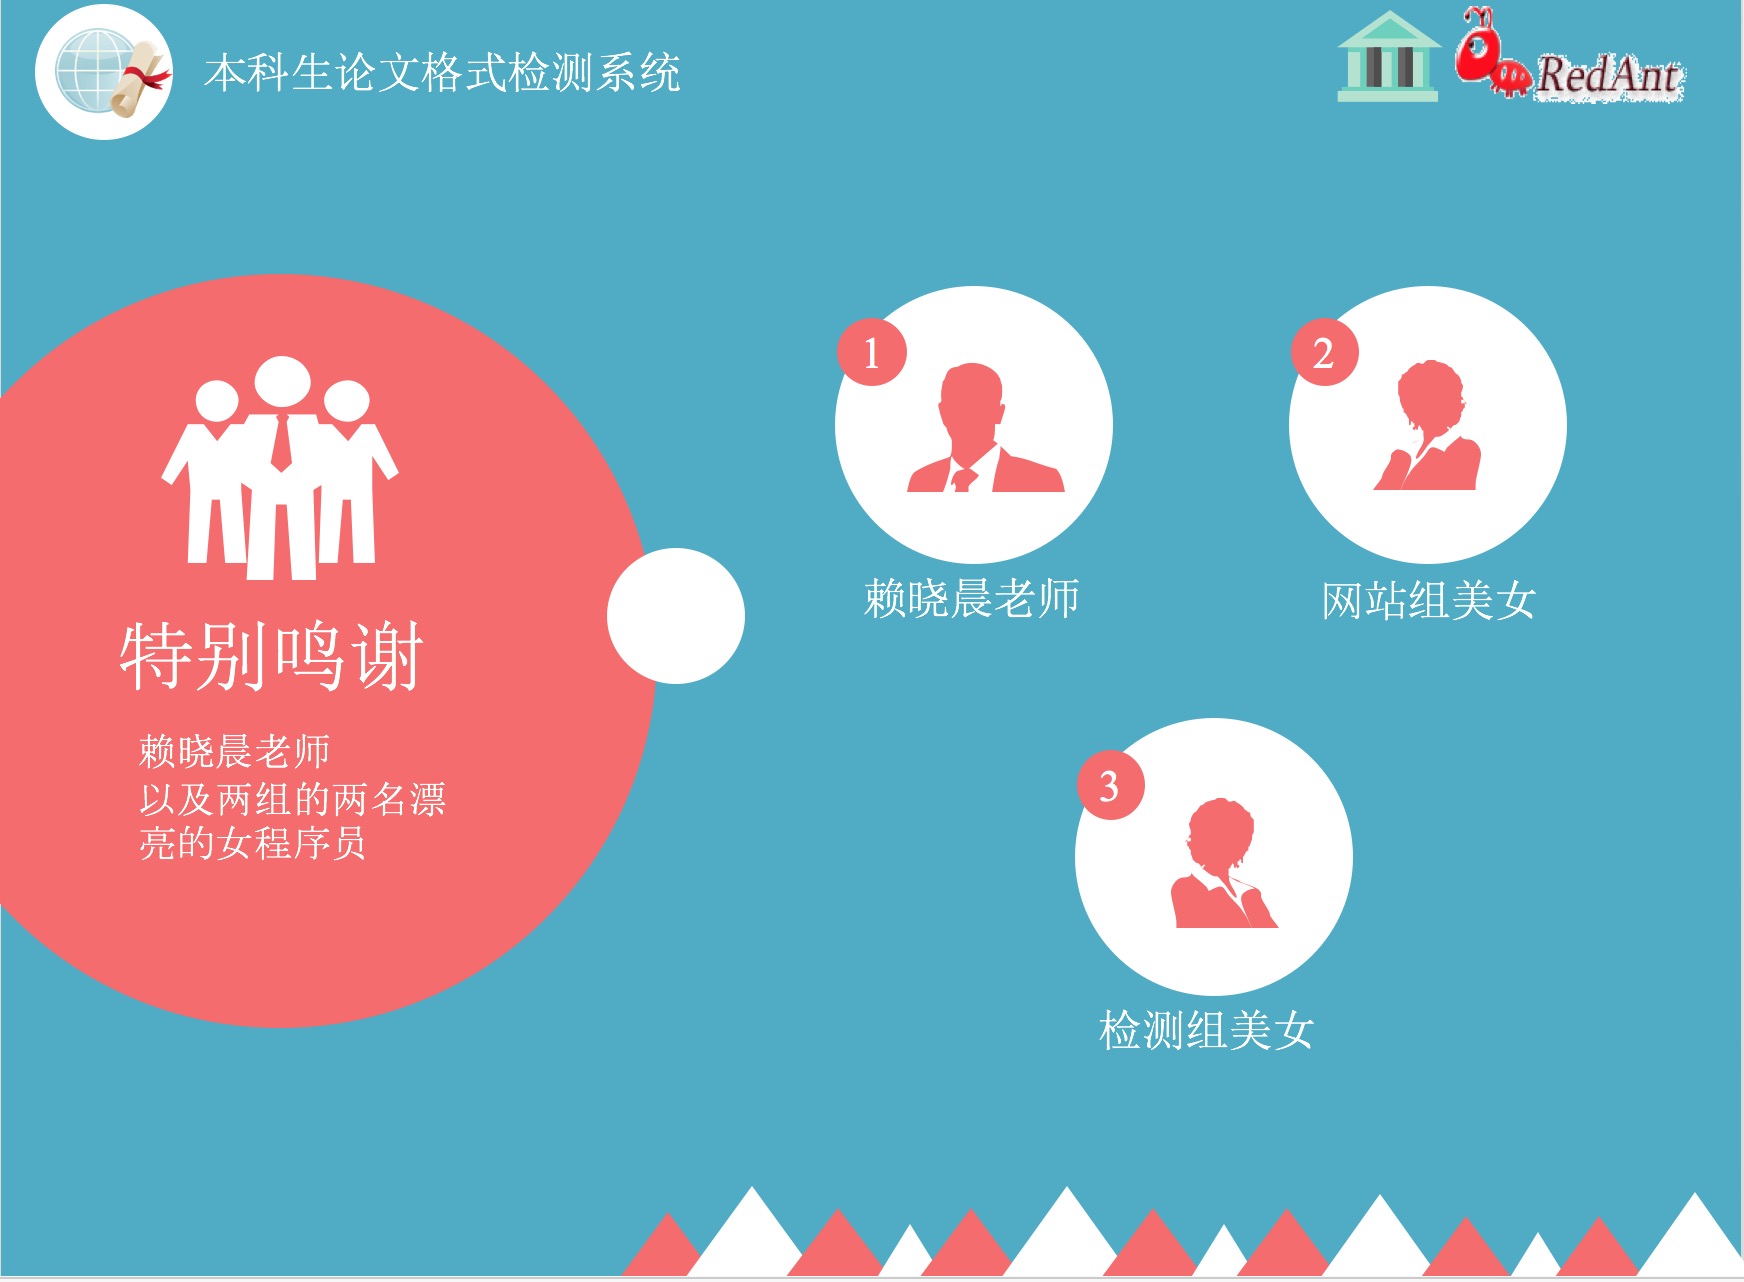 本科生论文格式检测系统
RedAnt
特别鸣谢
赖晓晨老师
以及两组的两名漂
亮的女程序员
1
赖晓晨老师
2
网站组美女
3
检测组美女